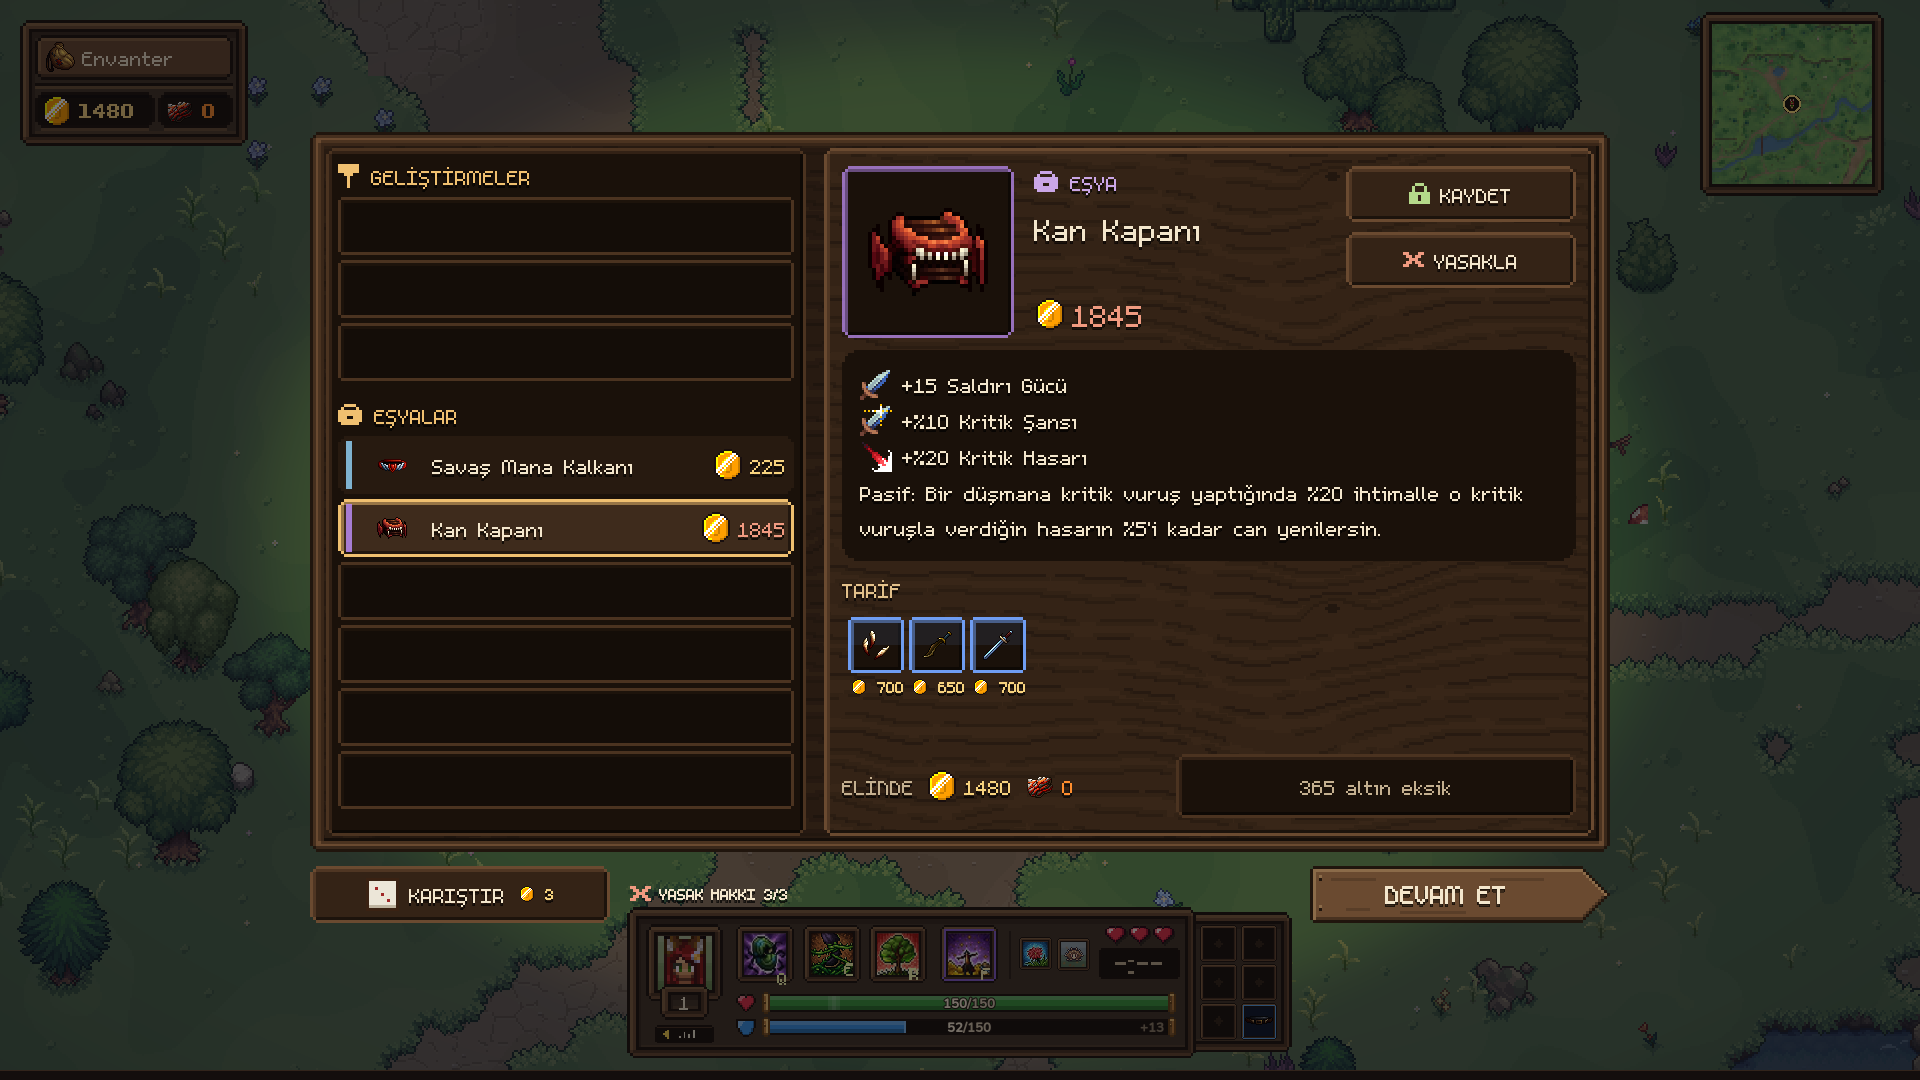 Envanter
1480 0
GELİŞTİRMELER
EŞYALAR
Savaş Mana Kalkanı 225
Kan Kapanı 1845
EŞYA
Kan Kapanı
1845
KAYDET
YASAKLA
+15 Saldırı Gücü
+%10 Kritik Şansı
+%20 Kritik Hasarı
Pasif: Bir düşmana kritik vuruş yaptığında %20 ihtimalle o kritik
vuruşla verdiğin hasarın %5'i kadar can yenilersin.
TARİF
700 650 700
ELİNDE 1480 0
365 altın eksik
KARIŞTIR 3
YASAK HAKKI 3/3
DEVAM ET
Q E R F
--:--
1
150/150
52/150 +13